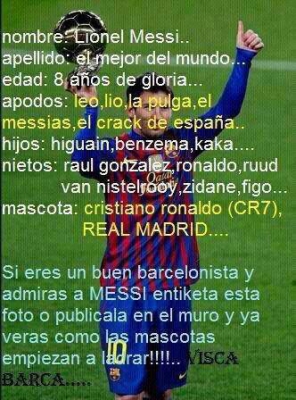 nombre: Lionel Messi..
apellido: el mejor del mundo...
edad: 8 años de gloria...
apodos: leo,lio,la pulga,el
messias,el crack de españa..
hijos: higuain,benzema,kaka....
nietos: raul gonzalez,ronaldo,ruud
van nistelrooy,zidane,figo...
mascota: cristiano ronaldo (CR7),
REAL MADRID....
Qatar
Si eres un buen barcelonista y
admiras a MESSI entiketa esta
foto o publicala en el muro y ya
veras como las mascotas
empiezan a ladrar!!!!.. VISCA
BARCA.....
10